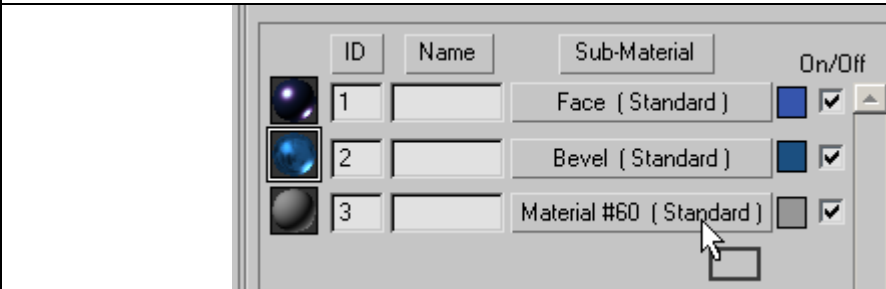 ID Name Sub-Material On/Off
1 Face ( Standard )
2 Bevel ( Standard )
3 Material #60 ( Standard )